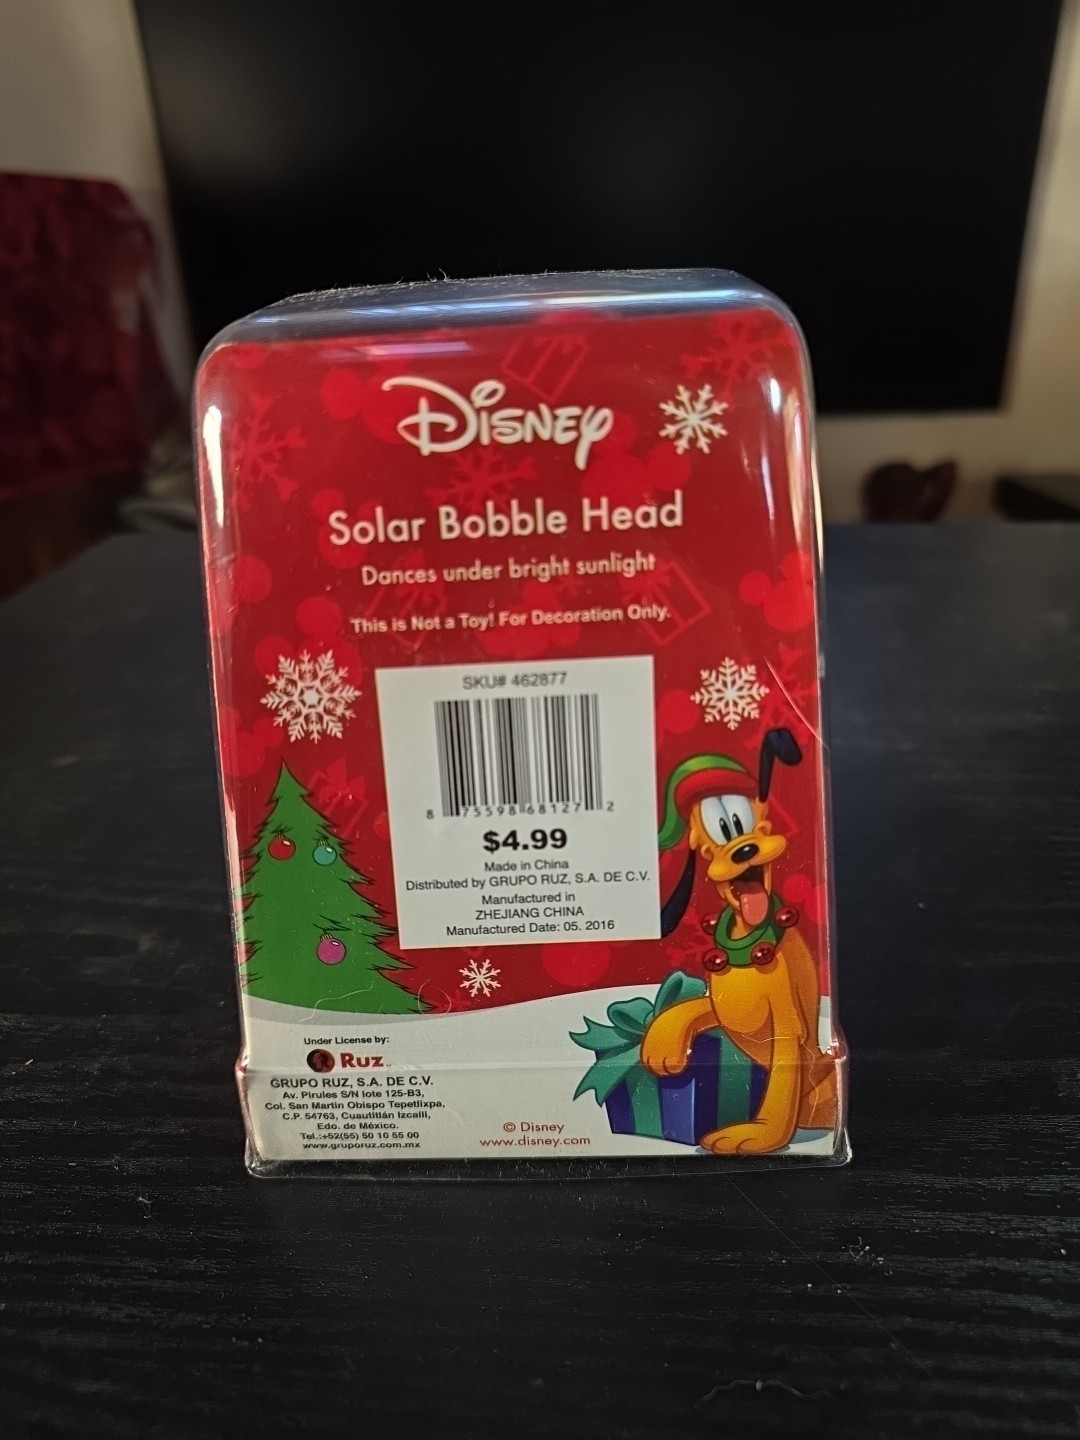 Disney
Solar Bobble Head
Dances under bright sunlight
This is Not a Toy! For Decoration Only.
SKU# 462877
8 75598 68127 2
$4.99
Made in China
Distributed by GRUPO RUZ, S.A. DE C.V.
Manufactured in
ZHEJIANG CHINA
Manufactured Date: 05. 2016
Under License by:
Ruz
GRUPO RUZ, S.A. DE C.V.
Av. Pirules S/N lote 125-B3,
Col. San Martin Obispo Tepetlixpa,
C.P. 54763, Cuautitlán Izcalli,
Edo. de México.
Tel.:+52(55) 50 10 55 00
www.gruporuz.com.mx
© Disney
www.disney.com